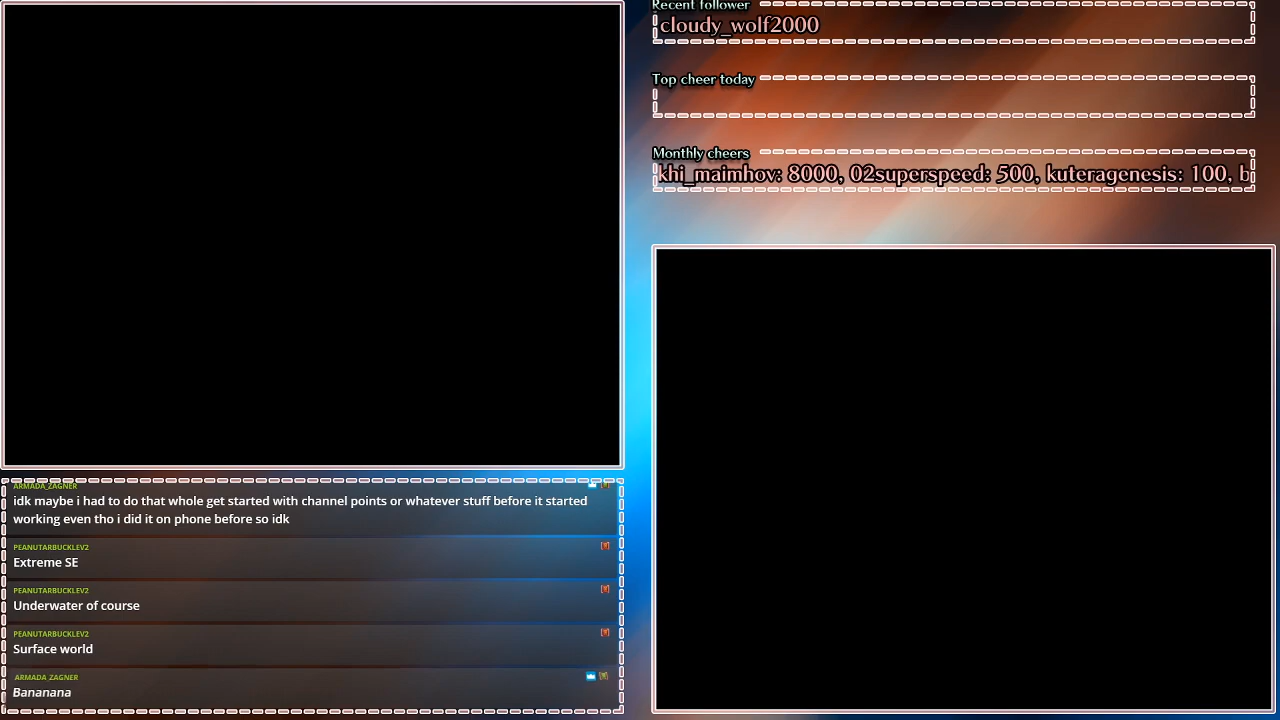 Recent follower
cloudy_wolf2000
Top cheer today
Monthly cheers
khi_maimhov: 8000, 02superspeed: 500, kuteragenesis: 100, b
ARMADA_ZAGNER
idk maybe i had to do that whole get started with channel points or whatever stuff before it started
working even tho i did it on phone before so idk
PEANUTARBUCKLEV2
Extreme SE
PEANUTARBUCKLEV2
Underwater of course
PEANUTARBUCKLEV2
Surface world
ARMADA_ZAGNER
Bananana